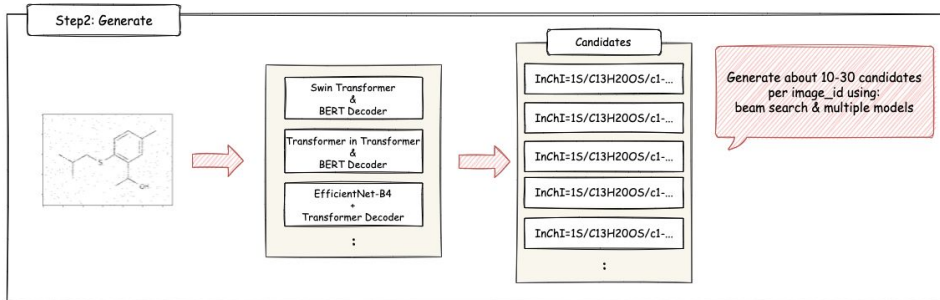 Step2: Generate
S
OH
Swin Transformer
&
BERT Decoder
Transformer in Transformer
&
BERT Decoder
EfficientNet-B4
+
Transformer Decoder
:
Candidates
InChI=1S/C13H20OS/c1-...
InChI=1S/C13H20OS/c1-...
InChI=1S/C13H20OS/c1-...
InChI=1S/C13H20OS/c1-...
InChI=1S/C13H20OS/c1-...
:
Generate about 10-30 candidates
per image_id using:
beam search & multiple models